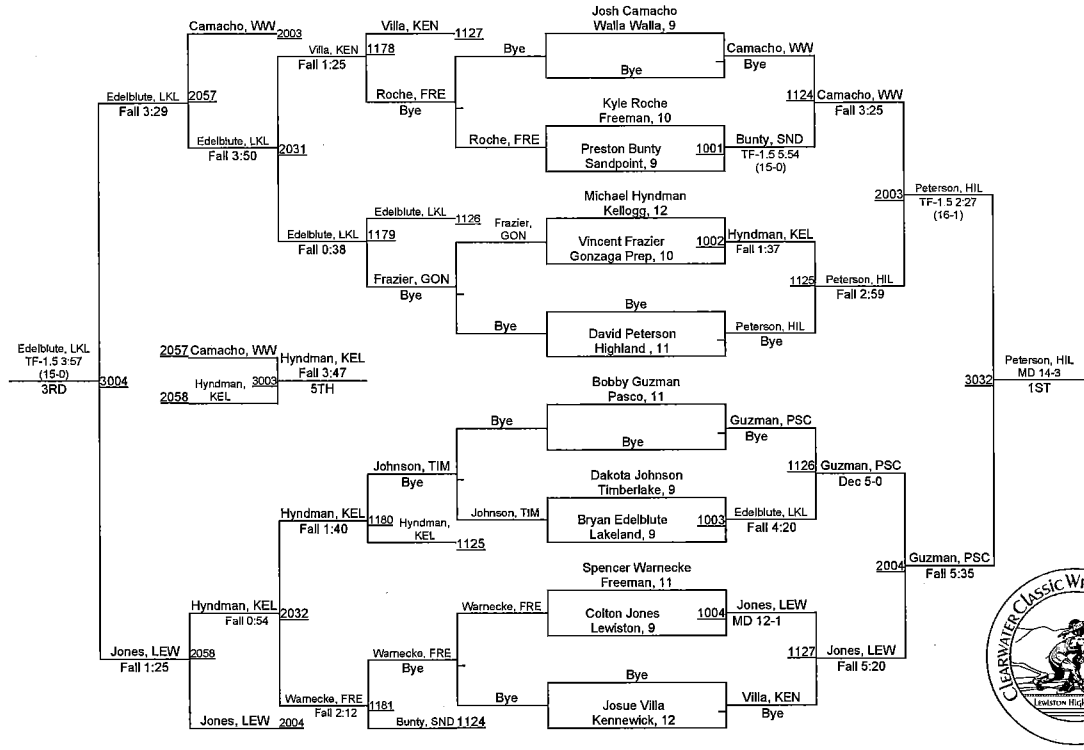 Josh Camacho
Walla Walla, 9
Bye
Kyle Roche
Freeman, 10
Preston Bunty
Sandpoint, 9
1001
Michael Hyndman
Kellogg, 12
Vincent Frazier
Gonzaga Prep, 10
1002
Bye
David Peterson
Highland , 11
Bobby Guzman
Pasco, 11
Bye
Dakota Johnson
Timberlake, 9
Bryan Edelblute
Lakeland, 9
1003
Spencer Warnecke
Freeman, 11
Colton Jones
Lewiston, 9
1004
Bye
Josue Villa
Kennewick, 12
Camacho, WW
Bye
Bunty, SND
TF-1.5 5:54
(15-0)
Hyndman, KEL
Fall 1:37
Peterson, HIL
Bye
Guzman, PSC
Bye
Edelblute, LKL
Fall 4:20
Jones, LEW
MD 12-1
Villa, KEN
Bye
1124
Camacho, WW
Fall 3:25
1125
Peterson, HIL
Fall 2:59
1126
Guzman, PSC
Dec 5-0
1127
Jones, LEW
Fall 5:20
2003
Peterson, HIL
TF-1.5 2:27
(16-1)
2004
Guzman, PSC
Fall 5:35
3032
Peterson, HIL
MD 14-3
1ST
Bye
Roche, FRE
Frazier,
GON
Bye
Bye
Johnson, TIM
Warnecke, FRE
Bye
Villa, KEN
1127
Roche, FRE
Bye
Edelblute, LKL
1126
Frazier, GON
Bye
Johnson, TIM
Bye
Hyndman,
KEL
1125
Warnecke, FRE
Bye
Bunty, SND
1124
Villa, KEN
Fall 1:25
1178
Edelblute, LKL
Fall 0:38
1179
Hyndman, KEL
Fall 1:40
1180
Warnecke, FRE
Fall 2:12
1181
Camacho, WW
2003
Edelblute, LKL
Fall 3:50
2031
Hyndman, KEL
Fall 0:54
2032
Jones, LEW
2004
Edelblute, LKL
Fall 3:29
2057
Jones, LEW
Fall 1:25
2058
Edelblute, LKL
TF-1.5 3:57
(15-0)
3RD
3004
2057
Camacho, WW
2058
Hyndman,
KEL
3003
Hyndman, KEL
Fall 3:47
5TH
CLEARWATER CLASSIC
LEWISTON